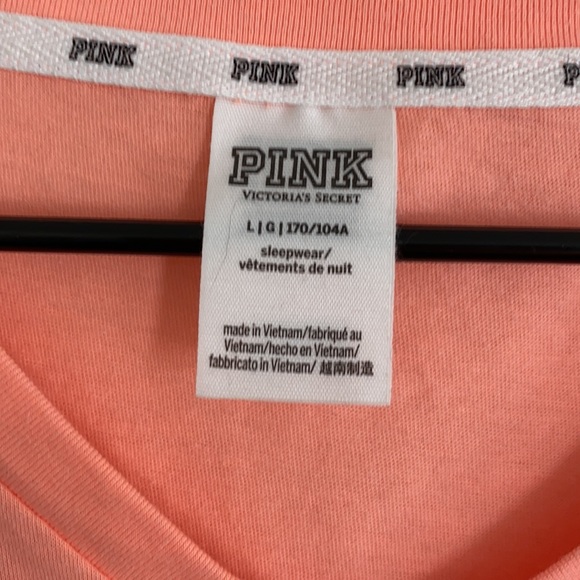 PINK PINK PINK P
PINK
VICTORIA'S SECRET
L | G | 170/104A
sleepwear/
vêtements de nuit
made in Vietnam/fabriqué au
Vietnam/hecho en Vietnam/
fabbricato in Vietnam/ 越南制造